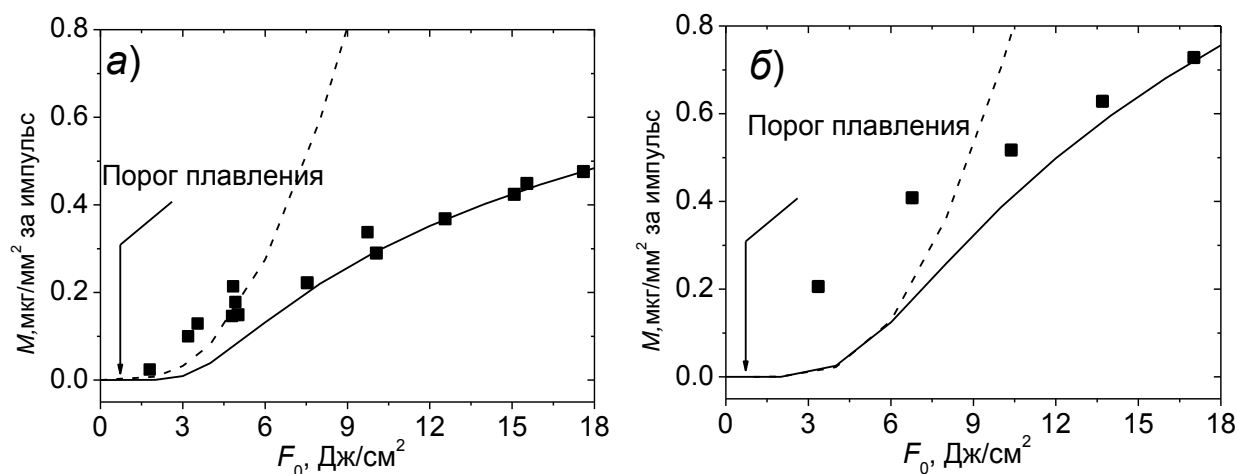 а)
0.8
0.6
0.4
0.2
0.0
M,мкг/мм² за импульс
Порог плавления
0 3 6 9 12 15 18
F₀, Дж/см²
б)
0.8
0.6
0.4
0.2
0.0
M,мкг/мм² за импульс
Порог плавления
0 3 6 9 12 15 18
F₀, Дж/см²